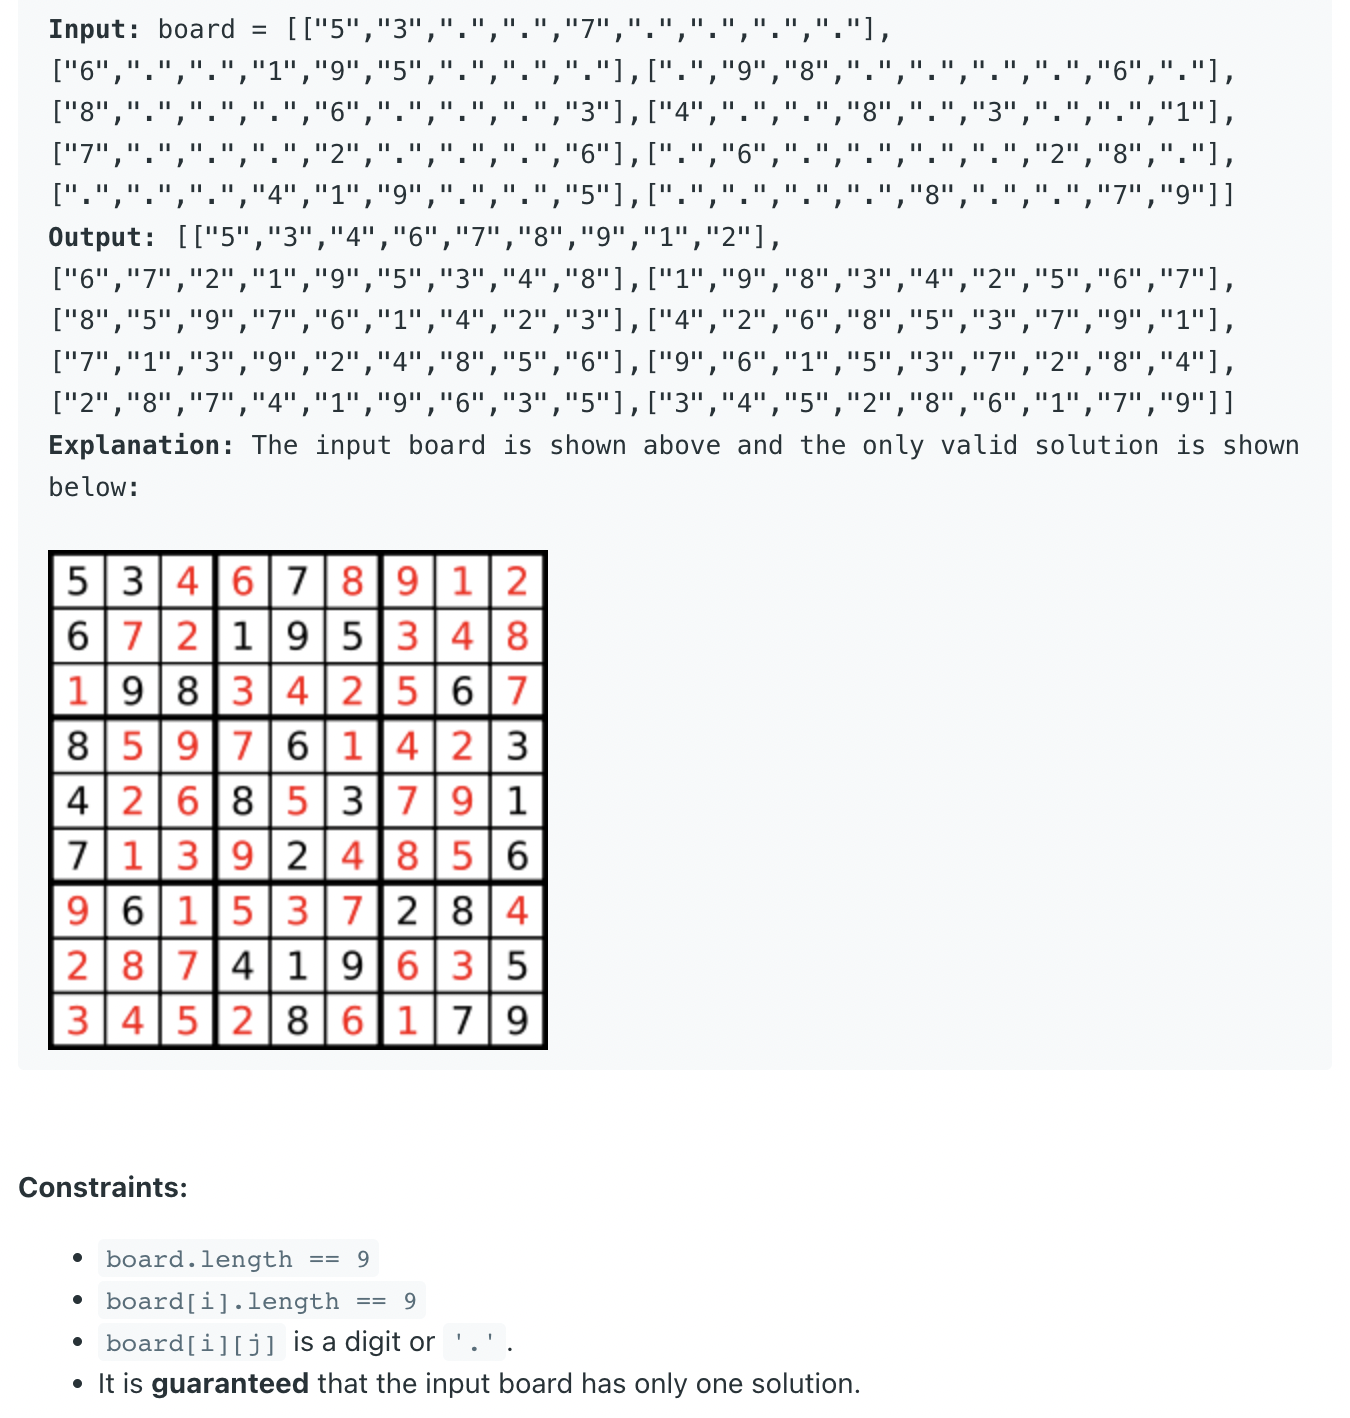 Input: board = [["5","3",".",".","7",".",".",".","."],
["6",".",".","1","9","5",".",".","."],[".","9","8",".",".",".",".","6","."],
["8",".",".",".","6",".",".",".","3"],["4",".",".","8",".","3",".",".","1"],
["7",".",".",".","2",".",".",".","6"],[".","6",".",".",".",".","2","8","."],
[".",".",".","4","1","9",".",".","5"],[".",".",".",".","8",".",".","7","9"]]
Output: [["5","3","4","6","7","8","9","1","2"],
["6","7","2","1","9","5","3","4","8"],["1","9","8","3","4","2","5","6","7"],
["8","5","9","7","6","1","4","2","3"],["4","2","6","8","5","3","7","9","1"],
["7","1","3","9","2","4","8","5","6"],["9","6","1","5","3","7","2","8","4"],
["2","8","7","4","1","9","6","3","5"],["3","4","5","2","8","6","1","7","9"]]
Explanation: The input board is shown above and the only valid solution is shown
below:
5 3 4 6 7 8 9 1 2
6 7 2 1 9 5 3 4 8
1 9 8 3 4 2 5 6 7
8 5 9 7 6 1 4 2 3
4 2 6 8 5 3 7 9 1
7 1 3 9 2 4 8 5 6
9 6 1 5 3 7 2 8 4
2 8 7 4 1 9 6 3 5
3 4 5 2 8 6 1 7 9
Constraints:
• board.length == 9
• board[i].length == 9
• board[i][j] is a digit or '.'.
• It is guaranteed that the input board has only one solution.